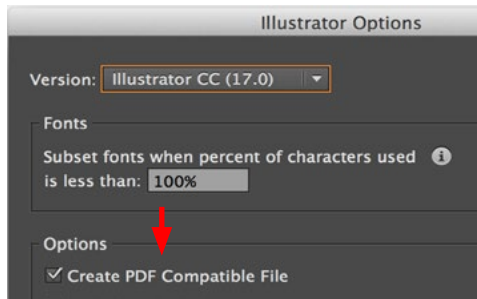 Illustrator Options
Version: Illustrator CC (17.0)
Fonts
Subset fonts when percent of characters used
is less than: 100%
Options
Create PDF Compatible File